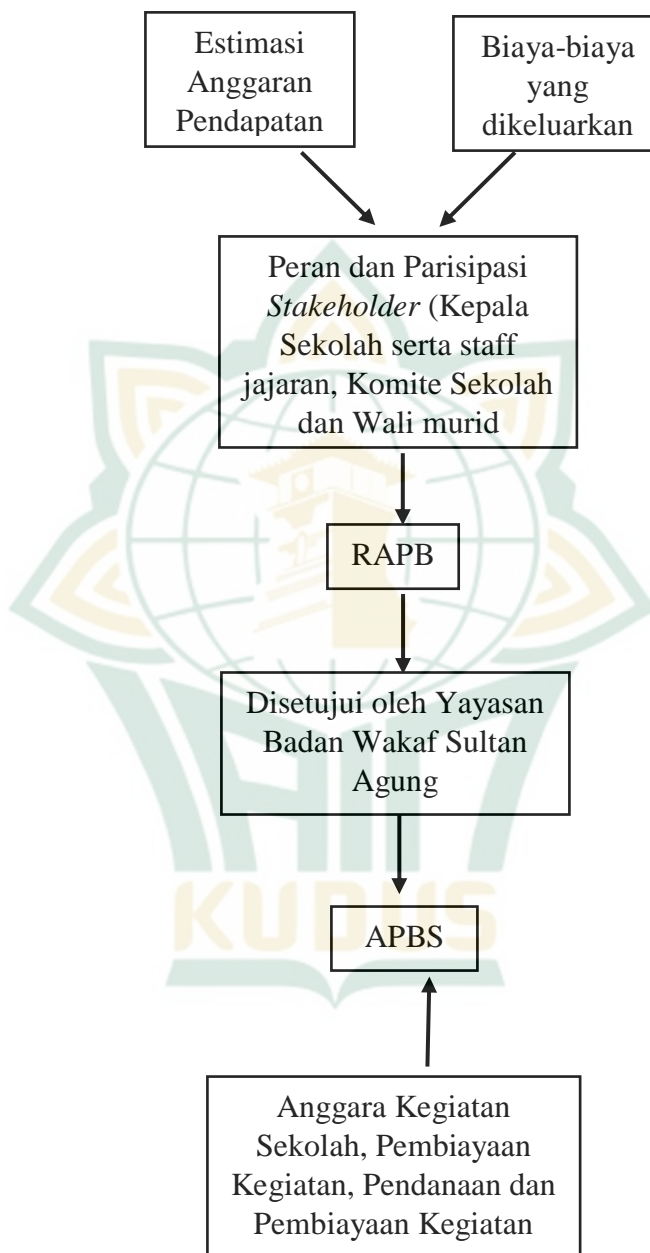 Estimasi
Anggaran
Pendapatan
Biaya-biaya
yang
dikeluarkan
Peran dan Parisipasi
Stakeholder (Kepala
Sekolah serta staff
jajaran, Komite Sekolah
dan Wali murid
RAPB
Disetujui oleh Yayasan
Badan Wakaf Sultan
Agung
KUDUS
APBS
Anggara Kegiatan
Sekolah, Pembiayaan
Kegiatan, Pendanaan dan
Pembiayaan Kegiatan